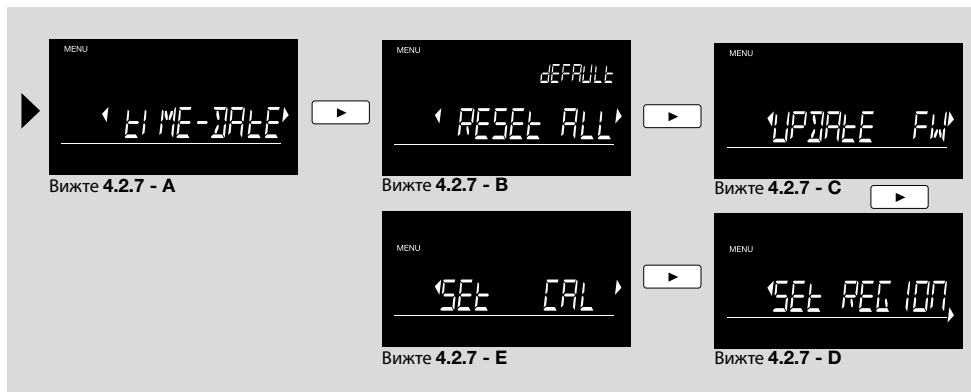 MENU
tIME-DAtE
Вижте 4.2.7 - A
MENU
dEFAULt
RESEt ALL
Вижте 4.2.7 - B
MENU
UPDAtE FW
Вижте 4.2.7 - C
MENU
SEt CAL
Вижте 4.2.7 - E
MENU
SEt REGION
Вижте 4.2.7 - D